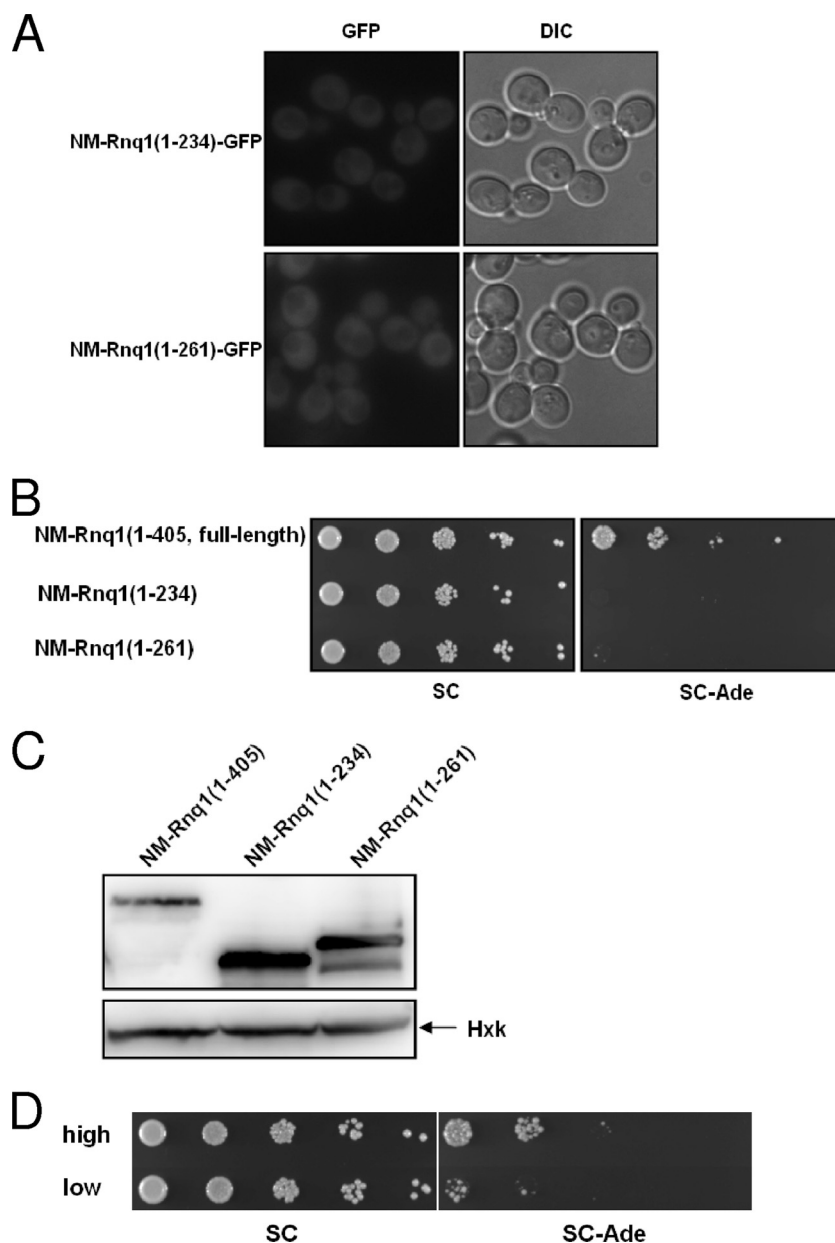 A
GFP
DIC
NM-Rnq1(1-234)-GFP
NM-Rnq1(1-261)-GFP
B
NM-Rnq1(1-405, full-length)
NM-Rnq1(1-234)
NM-Rnq1(1-261)
SC
SC-Ade
C
NM-Rnq1(1-405)
NM-Rnq1(1-234)
NM-Rnq1(1-261)
Hxk
D
high
low
SC
SC-Ade